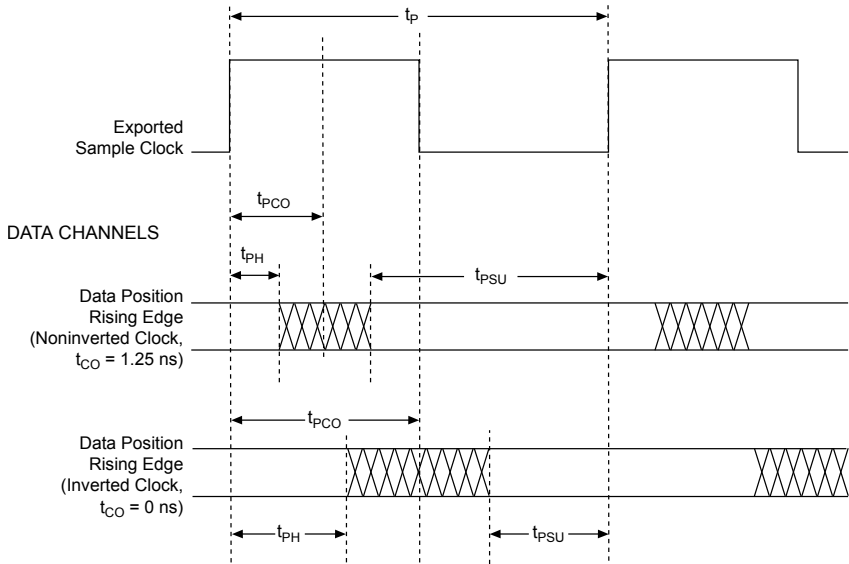 tP
Exported
Sample Clock
tPCO
DATA CHANNELS
tPH
tPSU
Data Position
Rising Edge
(Noninverted Clock,
tCO = 1.25 ns)
tPCO
Data Position
Rising Edge
(Inverted Clock,
tCO = 0 ns)
tPH
tPSU